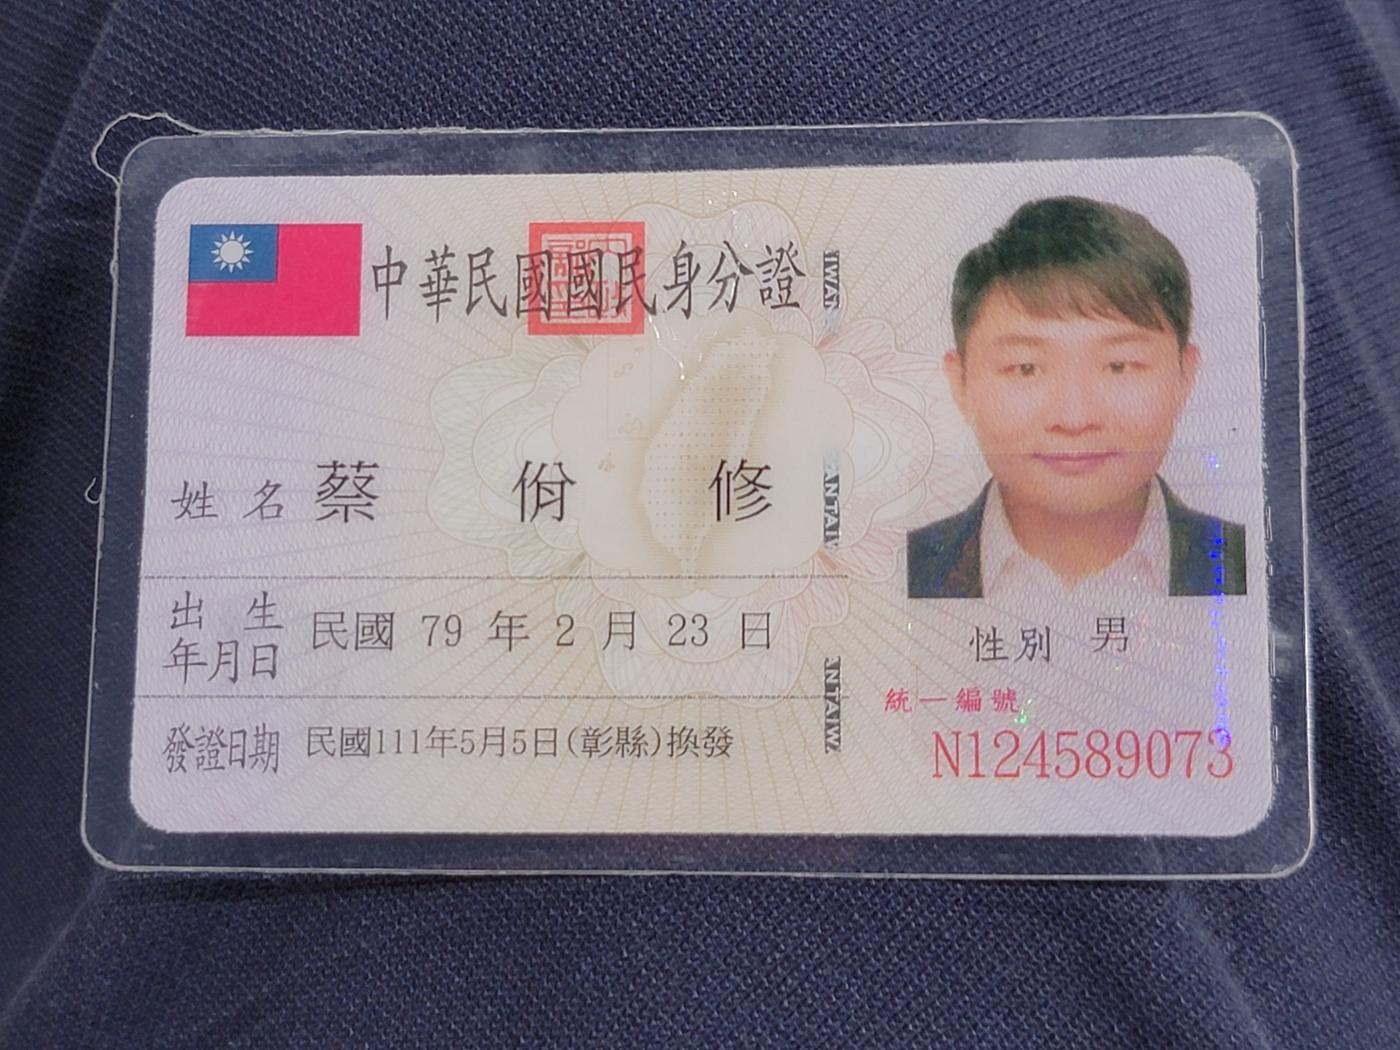 中華民國國民身分證
姓名 蔡佾修
出生年月日 民國 79 年 2 月 23 日
性別 男
統一編號
發證日期 民國111年5月5日(彰縣)換發
N124589073